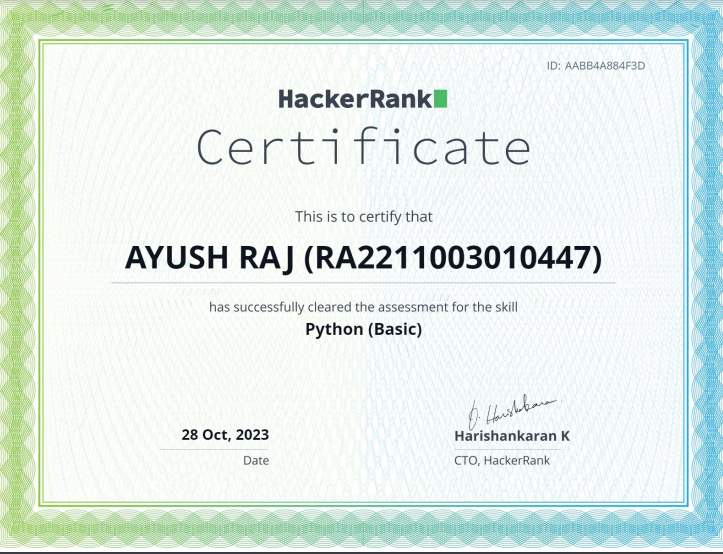 ID: AABB4A884F3D
HackerRank
Certificate
This is to certify that
AYUSH RAJ (RA2211003010447)
has successfully cleared the assessment for the skill
Python (Basic)
28 Oct, 2023
Date
Harishankaran K
CTO, HackerRank